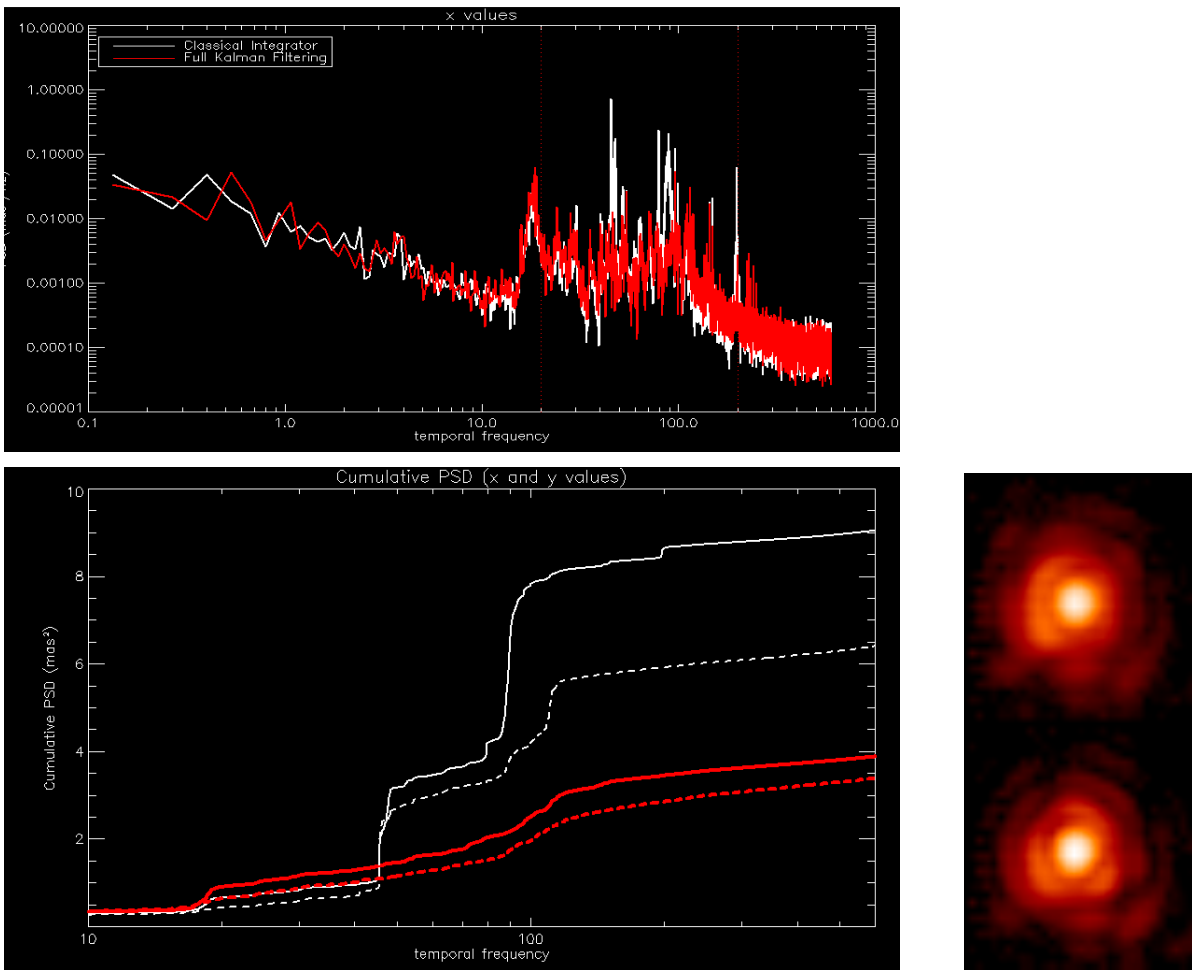 x values
10.00000
Classical Integrator
Full Kalman Filtering
1.00000
0.10000
0.01000
0.00100
0.00010
0.00001
0.1 1.0 10.0 100.0 1000.0
temporal frequency
Cumulative PSD (x and y values)
10
8
6
Cumulative PSD (mas²)
4
2
10 100
temporal frequency